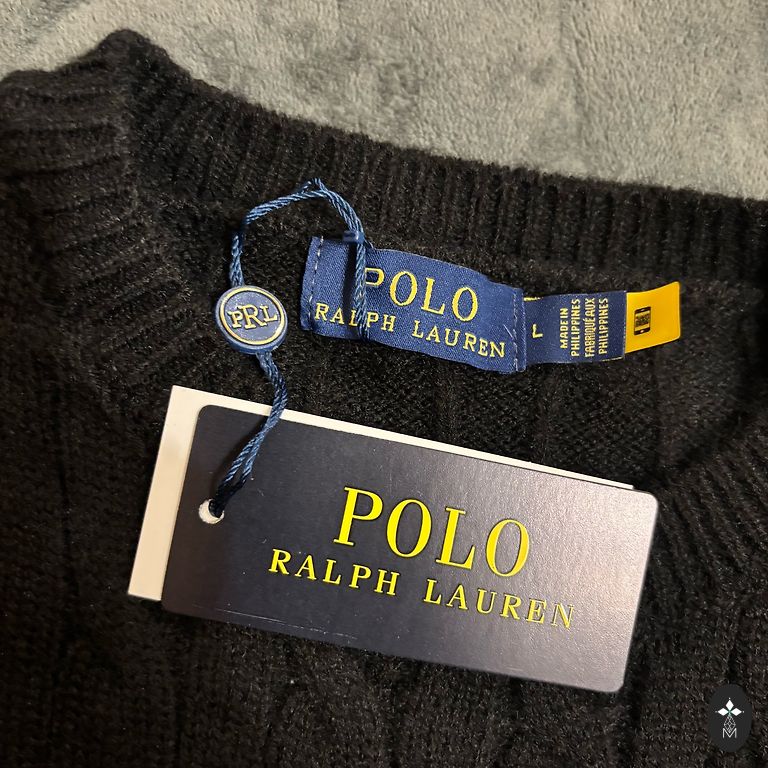 POLO
RALPH LAUREN
L
MADE IN
PHILIPPINES
FABRIQUÉ AUX
PHILIPPINES
PRL
POLO
RALPH LAUREN
M